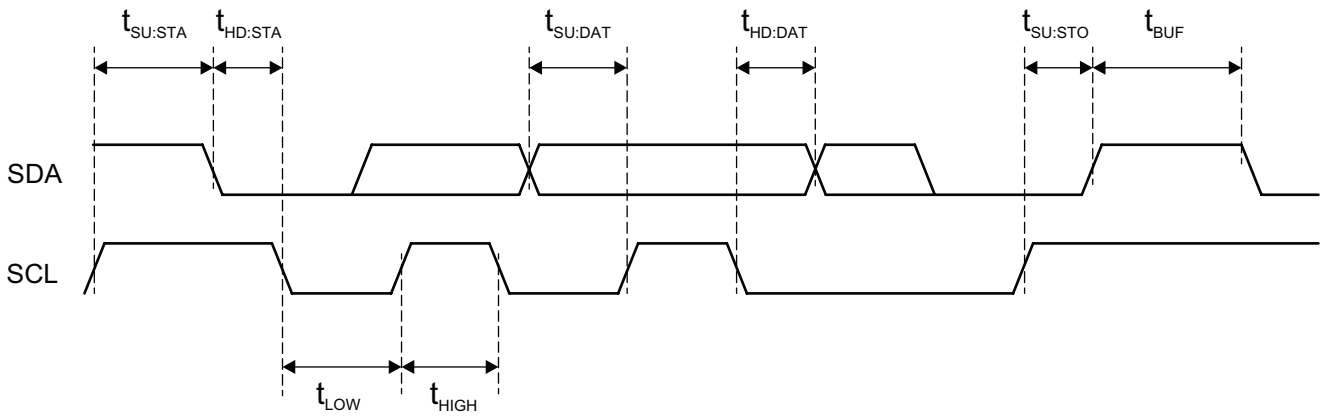 tSU:STA tHD:STA tSU:DAT tHD:DAT tSU:STO tBUF
SDA
SCL
tLOW tHIGH